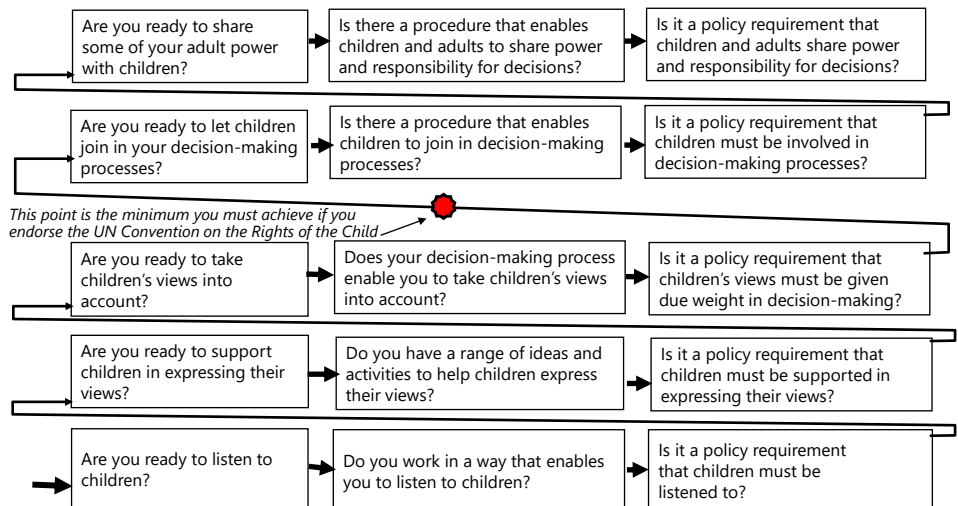 Are you ready to share
some of your adult power
with children?
Is there a procedure that enables
children and adults to share power
and responsibility for decisions?
Is it a policy requirement that
children and adults share power
and responsibility for decisions?
Are you ready to let children
join in your decision-making
processes?
Is there a procedure that enables
children to join in decision-making
processes?
Is it a policy requirement that
children must be involved in
decision-making processes?
This point is the minimum you must achieve if you
endorse the UN Convention on the Rights of the Child
Are you ready to take
children's views into
account?
Does your decision-making process
enable you to take children's views
into account?
Is it a policy requirement that
children's views must be given
due weight in decision-making?
Are you ready to support
children in expressing their
views?
Do you have a range of ideas and
activities to help children express
their views?
Is it a policy requirement that
children must be supported in
expressing their views?
Are you ready to listen to
children?
Do you work in a way that enables
you to listen to children?
Is it a policy requirement
that children must be
listened to?